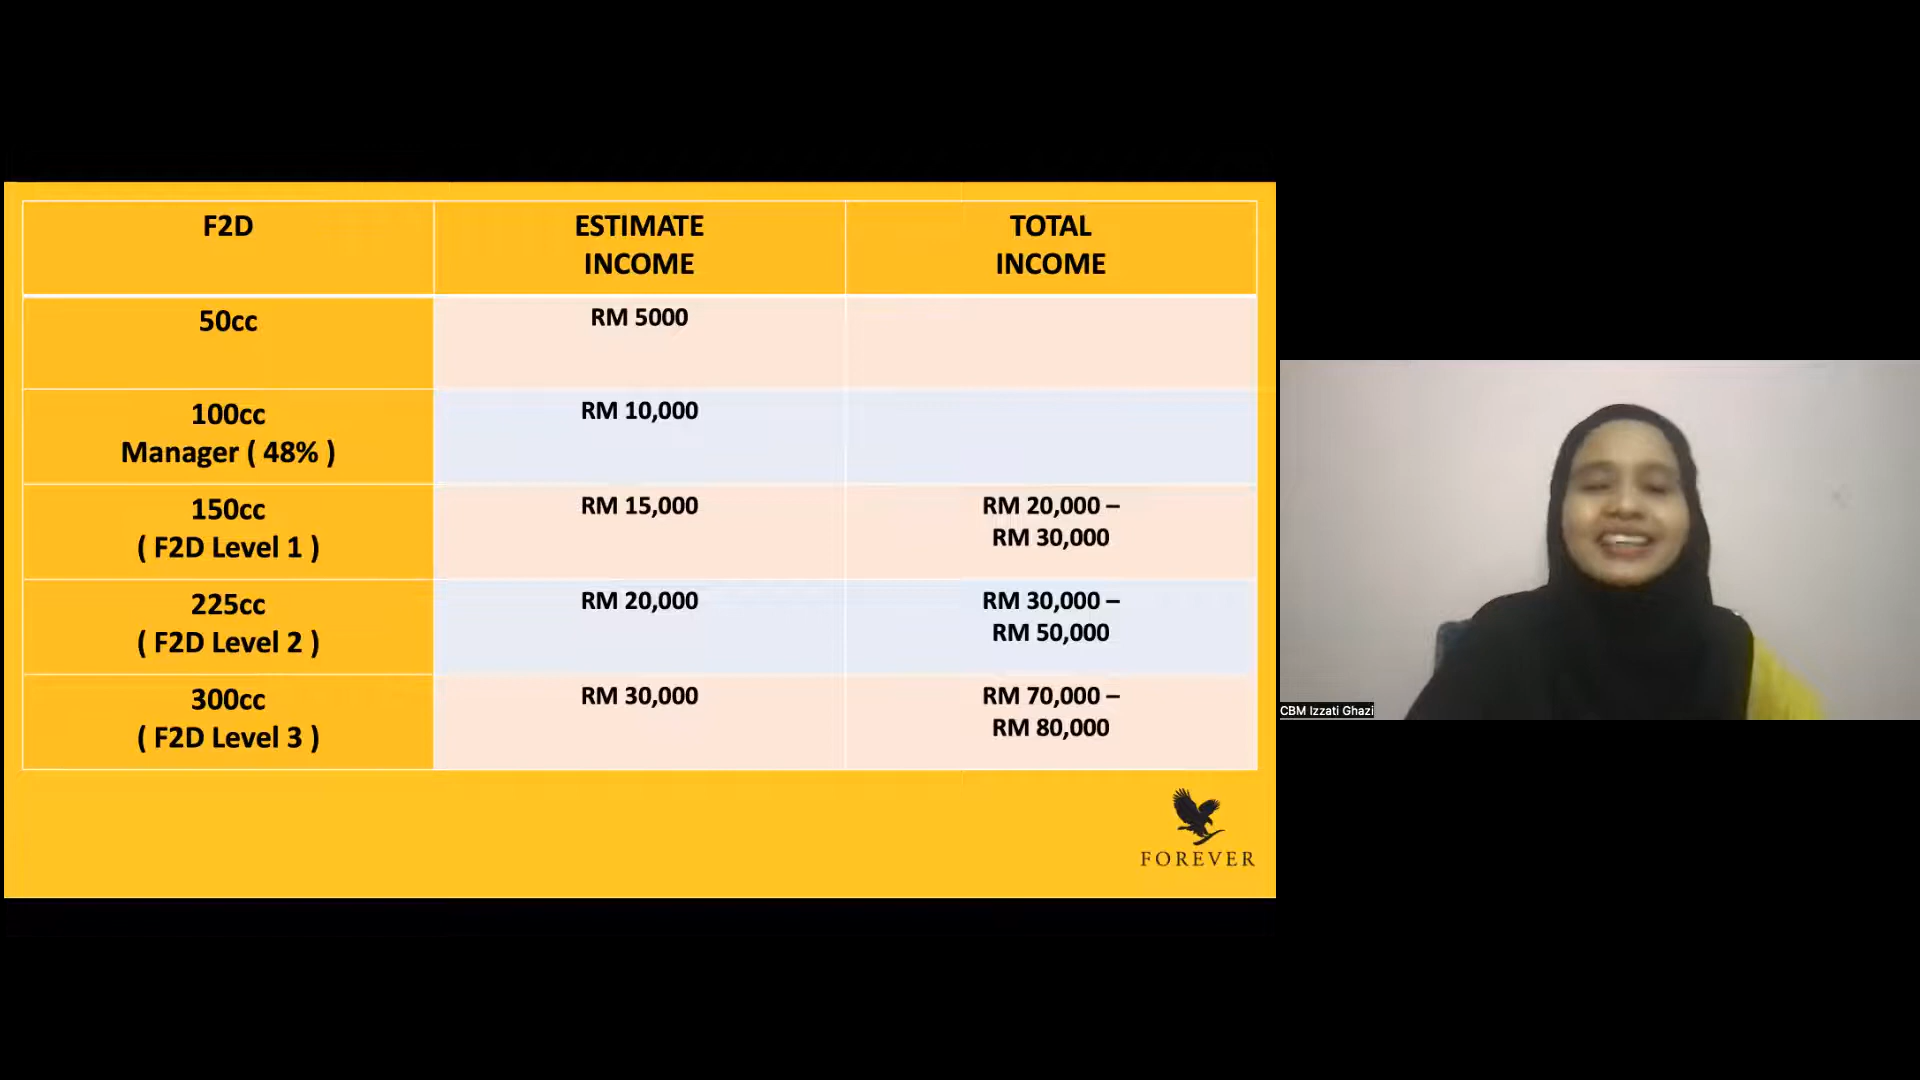 F2D
ESTIMATE
INCOME
TOTAL
INCOME
50cc
RM 5000
100cc
Manager ( 48% )
RM 10,000
150cc
( F2D Level 1 )
RM 15,000
RM 20,000 –
RM 30,000
225cc
( F2D Level 2 )
RM 20,000
RM 30,000 –
RM 50,000
300cc
( F2D Level 3 )
RM 30,000
RM 70,000 –
RM 80,000
FOREVER
CBM Izzati Ghazi